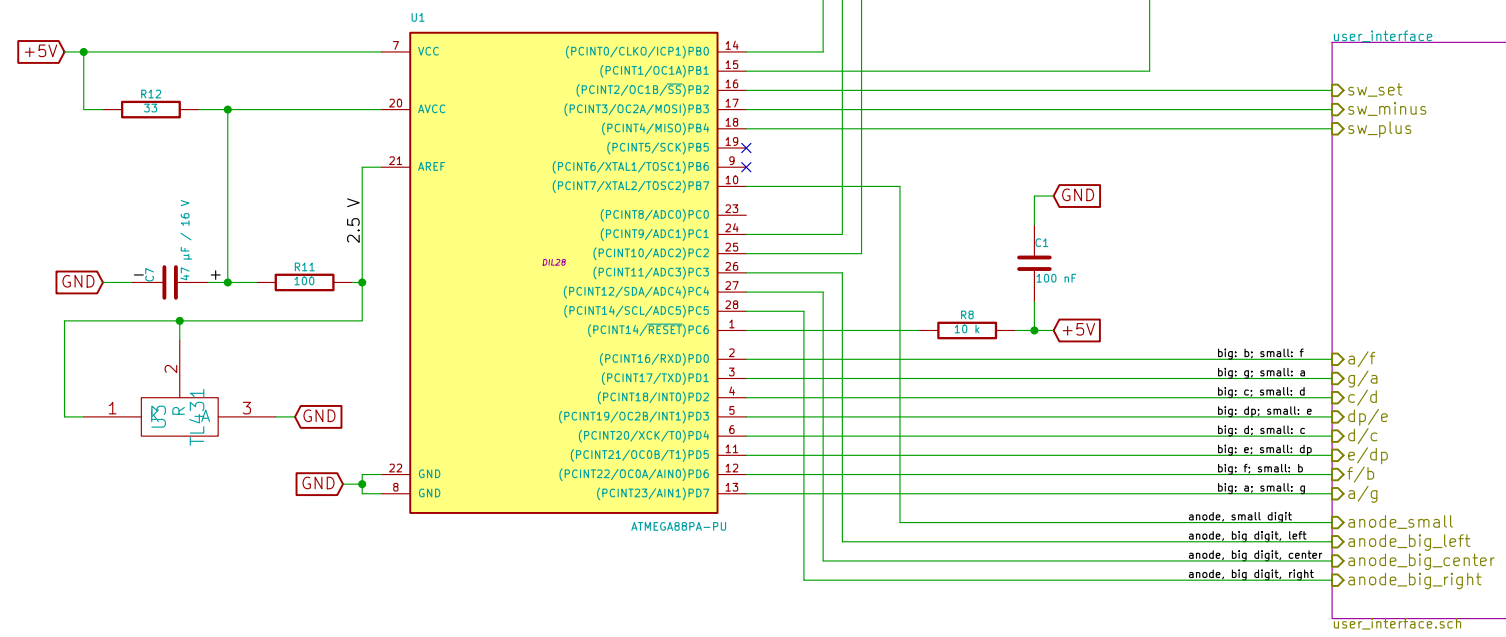 U1
+5V
7
VCC
R12
33
20
AVCC
21
AREF
2.5 V
47 µF / 16 V
GND
−
C7
+
R11
100
2
1
U3
K
R
A
TL431
3
GND
GND
22
GND
8
GND
DIL28
(PCINT0/CLKO/ICP1)PB0
14
(PCINT1/OC1A)PB1
15
(PCINT2/OC1B/SS)PB2
16
(PCINT3/OC2A/MOSI)PB3
17
(PCINT4/MISO)PB4
18
(PCINT5/SCK)PB5
19
(PCINT6/XTAL1/TOSC1)PB6
9
(PCINT7/XTAL2/TOSC2)PB7
10
(PCINT8/ADC0)PC0
23
(PCINT9/ADC1)PC1
24
(PCINT10/ADC2)PC2
25
(PCINT11/ADC3)PC3
26
(PCINT12/SDA/ADC4)PC4
27
(PCINT14/SCL/ADC5)PC5
28
(PCINT14/RESET)PC6
1
(PCINT16/RXD)PD0
2
(PCINT17/TXD)PD1
3
(PCINT18/INT0)PD2
4
(PCINT19/OC2B/INT1)PD3
5
(PCINT20/XCK/T0)PD4
6
(PCINT21/OC0B/T1)PD5
11
(PCINT22/OC0A/AIN0)PD6
12
(PCINT23/AIN1)PD7
13
ATMEGA88PA-PU
GND
C1
100 nF
R8
10 k
+5V
user_interface
sw_set
sw_minus
sw_plus
big: b; small: f
a/f
big: g; small: a
g/a
big: c; small: d
c/d
big: dp; small: e
dp/e
big: d; small: c
d/c
big: e; small: dp
e/dp
big: f; small: b
f/b
big: a; small: g
a/g
anode, small digit
anode_small
anode, big digit, left
anode_big_left
anode, big digit, center
anode_big_center
anode, big digit, right
anode_big_right
user_interface.sch